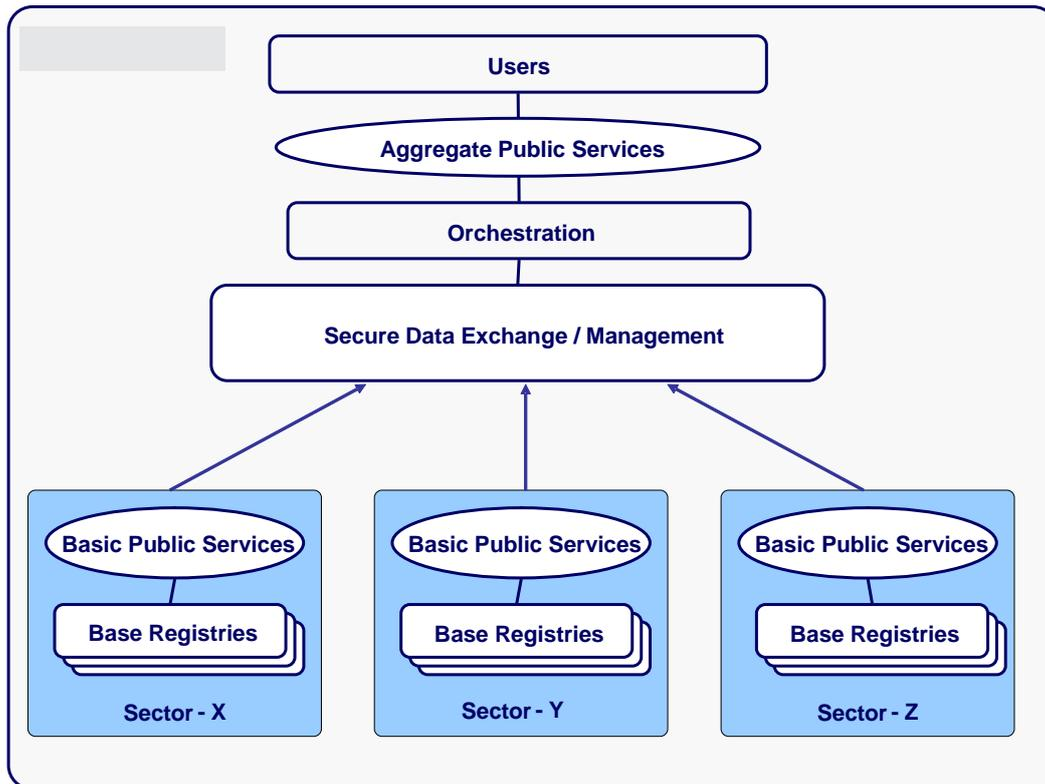 Users
Aggregate Public Services
Orchestration
Secure Data Exchange / Management
Basic Public Services
Base Registries
Sector - X
Basic Public Services
Base Registries
Sector - Y
Basic Public Services
Base Registries
Sector - Z